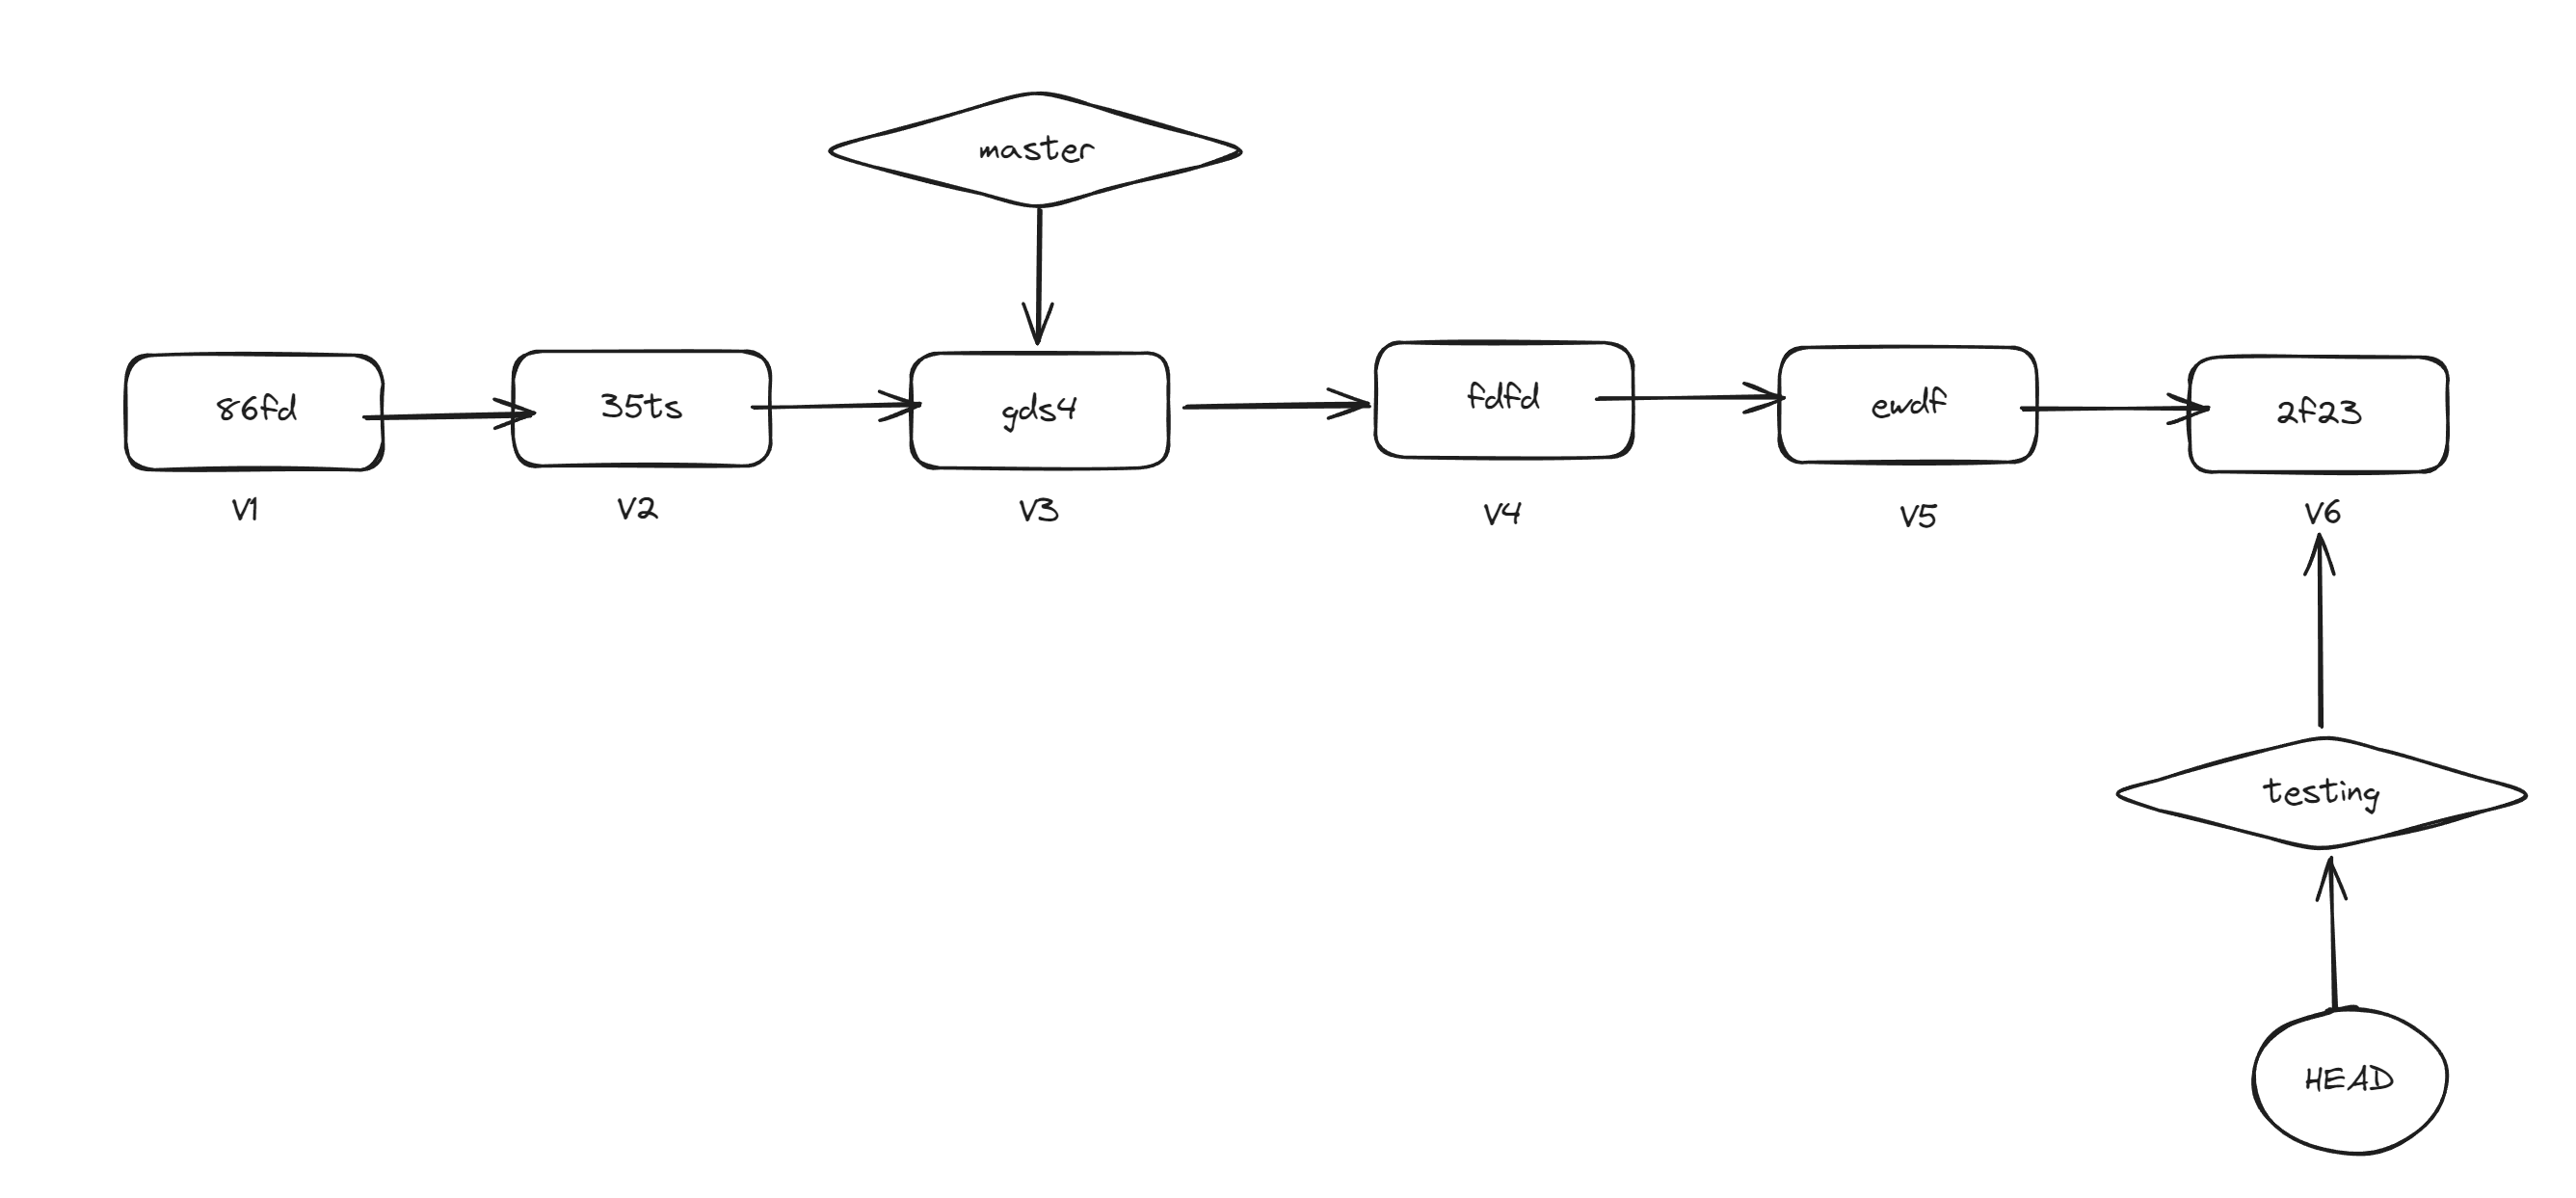 master
86fd
35ts
gds4
fdfd
ewdf
2f23
V1
V2
V3
V4
V5
V6
testing
HEAD